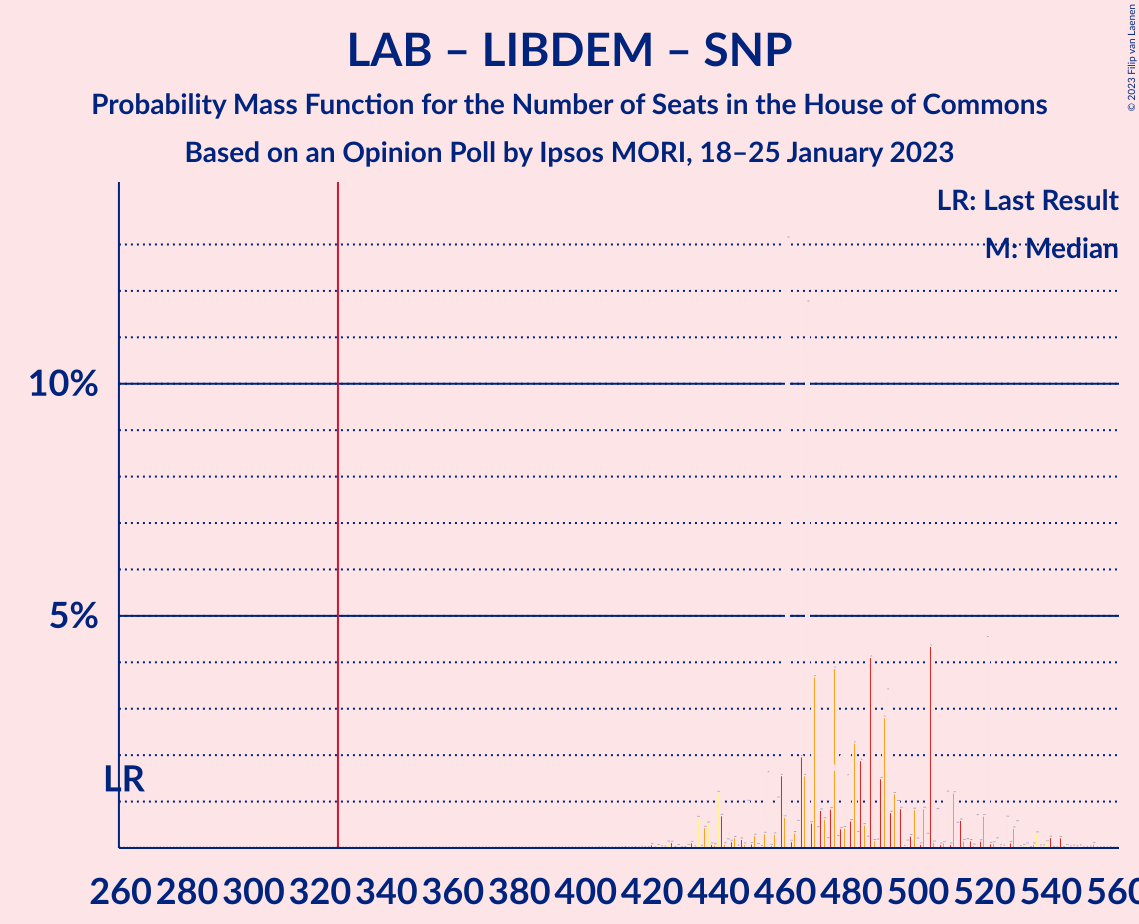 LAB – LIBDEM – SNP
Probability Mass Function for the Number of Seats in the House of Commons
Based on an Opinion Poll by Ipsos MORI, 18–25 January 2023
© 2023 Filip van Laenen
LR: Last Result
M: Median
10%
5%
LR
260 280 300 320 340 360 380 400 420 440 460 480 500 520 540 560